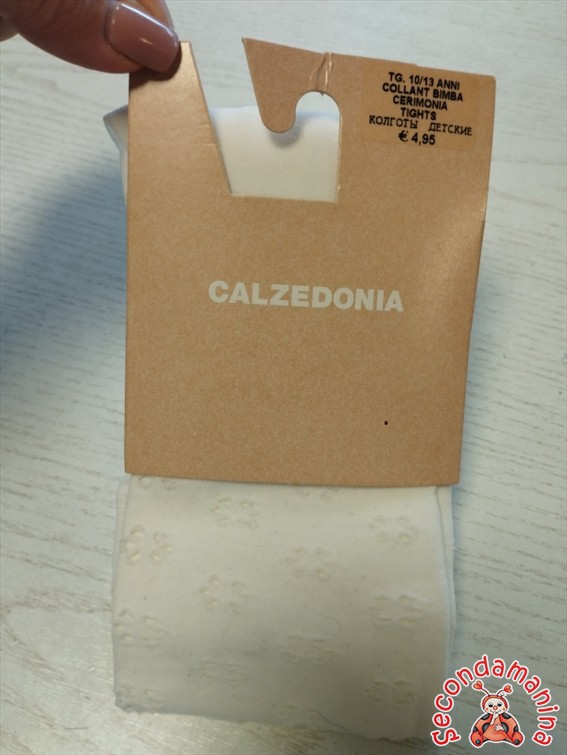 TG. 10/13 ANNI
COLLANT BIMBA
CERIMONIA
TIGHTS
КОЛГОТЫ ДЕТСКИЕ
€ 4,95
CALZEDONIA
Secondamanina